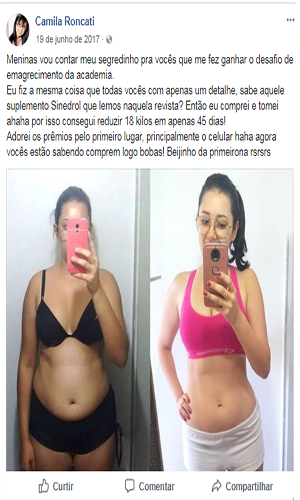 Camila Roncati
19 de junho de 2017 ·
Meninas vou contar meu segredinho pra vocês que me fez ganhar o desafio de
emagrecimento da academia.
Eu fiz a mesma coisa que todas vocês com apenas um detalhe, sabe aquele
suplemento Sinedrol que lemos naquela revista? Então eu comprei e tomei
ahaha por isso consegui reduzir 18 kilos em apenas 45 dias!
Adorei os prêmios pelo primeiro lugar, principalmente o celular haha agora
vocês estão sabendo comprem logo bobas! Beijinho da primeirona rsrsrs
Curtir
Comentar
Compartilhar